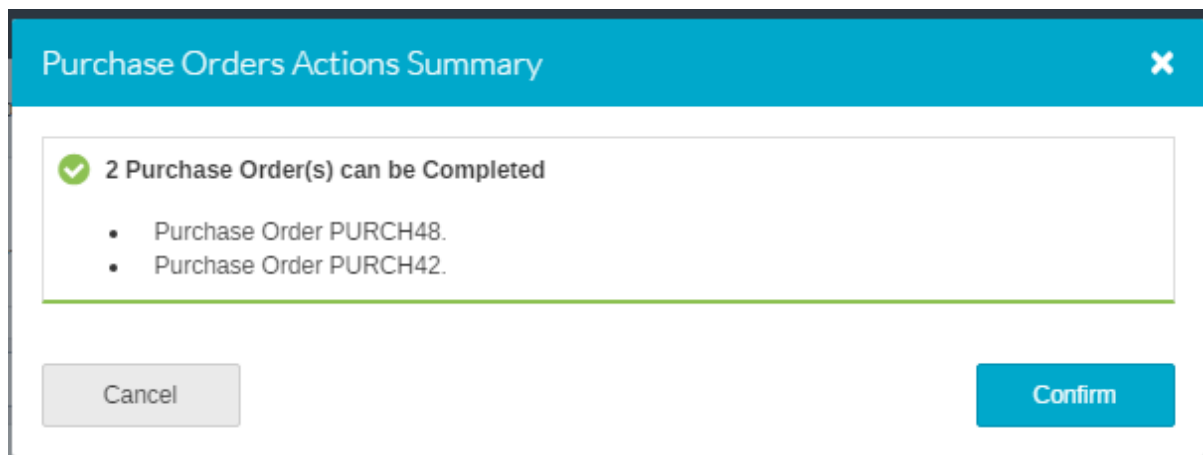 Purchase Orders Actions Summary
2 Purchase Order(s) can be Completed
Purchase Order PURCH48.
Purchase Order PURCH42.
Cancel
Confirm